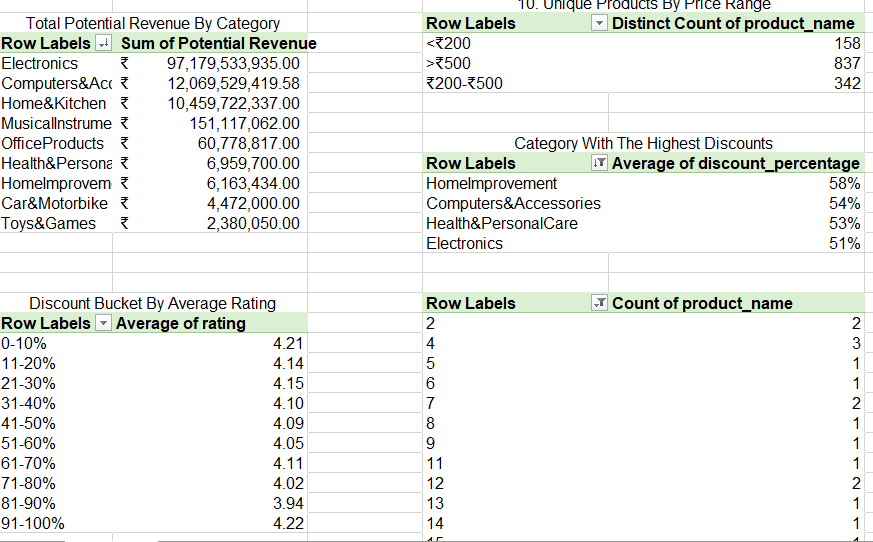 Total Potential Revenue By Category
Row Labels Sum of Potential Revenue
Electronics ₹ 97,179,533,935.00
Computers&Acc ₹ 12,069,529,419.58
Home&Kitchen ₹ 10,459,722,337.00
MusicalInstrume ₹ 151,117,062.00
OfficeProducts ₹ 60,778,817.00
Health&Persona ₹ 6,959,700.00
HomeImprovem ₹ 6,163,434.00
Car&Motorbike ₹ 4,472,000.00
Toys&Games ₹ 2,380,050.00
10. Unique Products By Price Range
Row Labels Distinct Count of product_name
<₹200 158
>₹500 837
₹200-₹500 342
Category With The Highest Discounts
Row Labels Average of discount_percentage
HomeImprovement 58%
Computers&Accessories 54%
Health&PersonalCare 53%
Electronics 51%
Discount Bucket By Average Rating
Row Labels Average of rating
0-10% 4.21
11-20% 4.14
21-30% 4.15
31-40% 4.10
41-50% 4.09
51-60% 4.05
61-70% 4.11
71-80% 4.02
81-90% 3.94
91-100% 4.22
Row Labels Count of product_name
2 2
4 3
5 1
6 1
7 2
8 1
9 1
11 1
12 2
13 1
14 1